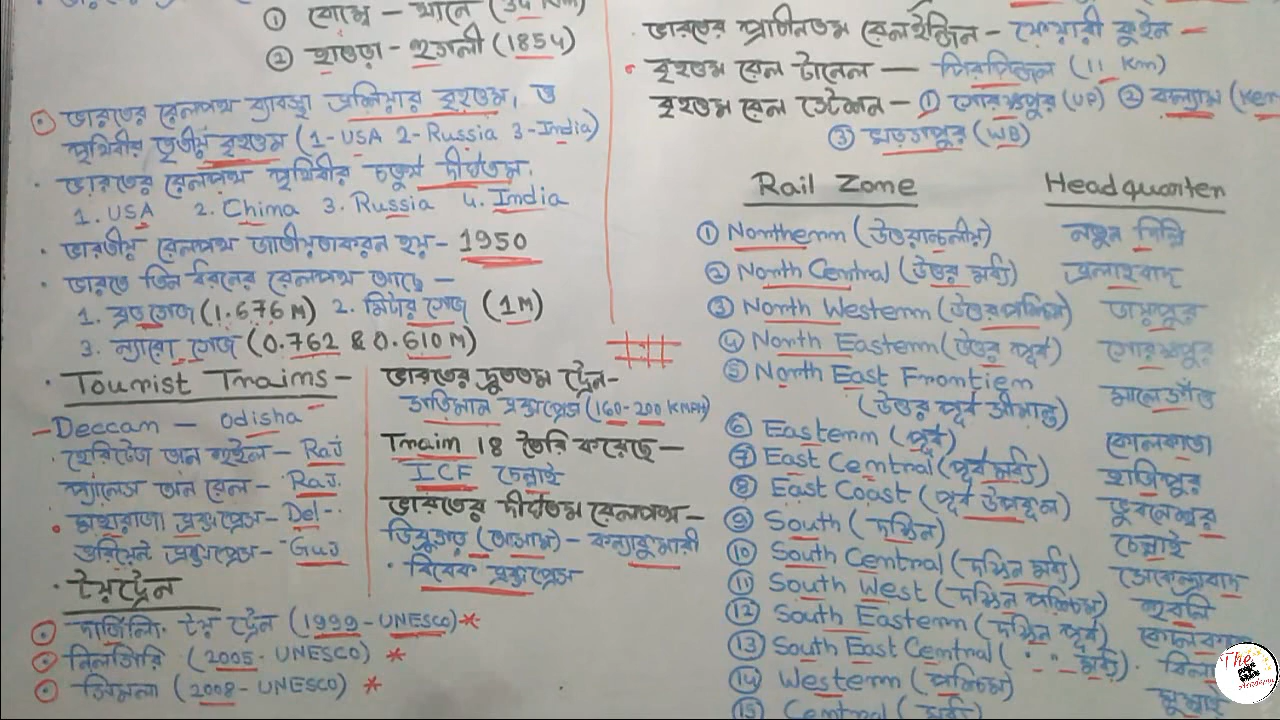 ① বোম্বে – থানে (34 Km)
② হাওড়া - হুগলী (1854)
ভারতের রেলপথ ব্যবস্থা এশিয়ার বৃহত্তম, ও
পৃথিবীর তৃতীয় বৃহত্তম (1-USA 2-Russia 3-India)
· ভারতের রেলপথ পৃথিবীর চতুর্থ দীর্ঘতম.
1. USA 2. China 3. Russia 4. India
· ভারতীয় রেলপথ জাতীয়তাকরন হয়- 1950
· ভারতে তিন ধরনের রেলপথ আছে –
1. ব্রডগেজ (1.676 M) 2. মিটার গেজ (1M)
3. ন্যারো গেজ (0.762 & 0.610 M)
· Tourist Trains –
Deccan – Odisha
· হেরিটেজ অন হুইল – Raj
প্যালেস অন রেল – Raj.
মহারাজা এক্সপ্রেস – Del-
ওরিয়েন্ট এক্সপ্রেস – Guj
· টয়ট্রেন
দার্জিলিং টয় ট্রেন (1999-UNESCO)*
নিলগিরি (2005-UNESCO) *
সিমলা (2008-UNESCO) *
ভারতের দ্রুততম ট্রেন-
গতিমান এক্সপ্রেস (160-200 KMPH)
Train 18 তৈরি করেছে –
ICF চেন্নাই
ভারতের দীর্ঘতম রেলপথ –
ডিব্রুগড় (আসাম) – কন্যাকুমারী
· বিবেক এক্সপ্রেস
ভারতের প্রাচীনতম রেলইঞ্জিন – ফেয়ারী কুইন –
বৃহত্তম রেল টানেল — পিরপিঞ্জল (11 Km)
বৃহত্তম রেল স্টেশন – ① গোরখপুর (UP) ② কল্যাম
③ খড়গপুর (WB)
Rail Zone Headquarter
① Northern (উত্তরাঞ্চলীয়) নতুন দিল্লি
② North Central (উত্তর মধ্য) এলাহবাদ
③ North Western (উত্তর পশ্চিম) জয়পুর
④ North Eastern (উত্তর পূর্ব) গোরখপুর
⑤ North East Frontier
(উত্তর পূর্ব সীমান্ত) মালেগাঁও
⑥ Eastern (পূর্ব) কোলকাতা
⑦ East Central (পূর্ব মধ্য) হাজিপুর
⑧ East Coast (পূর্ব উপকূল) ভুবনেশ্বর
⑨ South (দক্ষিন) চেন্নাই
⑩ South Central (দক্ষিন মধ্য) সেকেন্দ্রাবাদ
⑪ South West (দক্ষিন পশ্চিম) হুবলি
⑫ South Eastern (দক্ষিন পূর্ব)
⑬ South East Central ( " " মধ্য).
⑭ Western (পশ্চিম) মুম্বাই
⑮ Central (মধ্য)
The